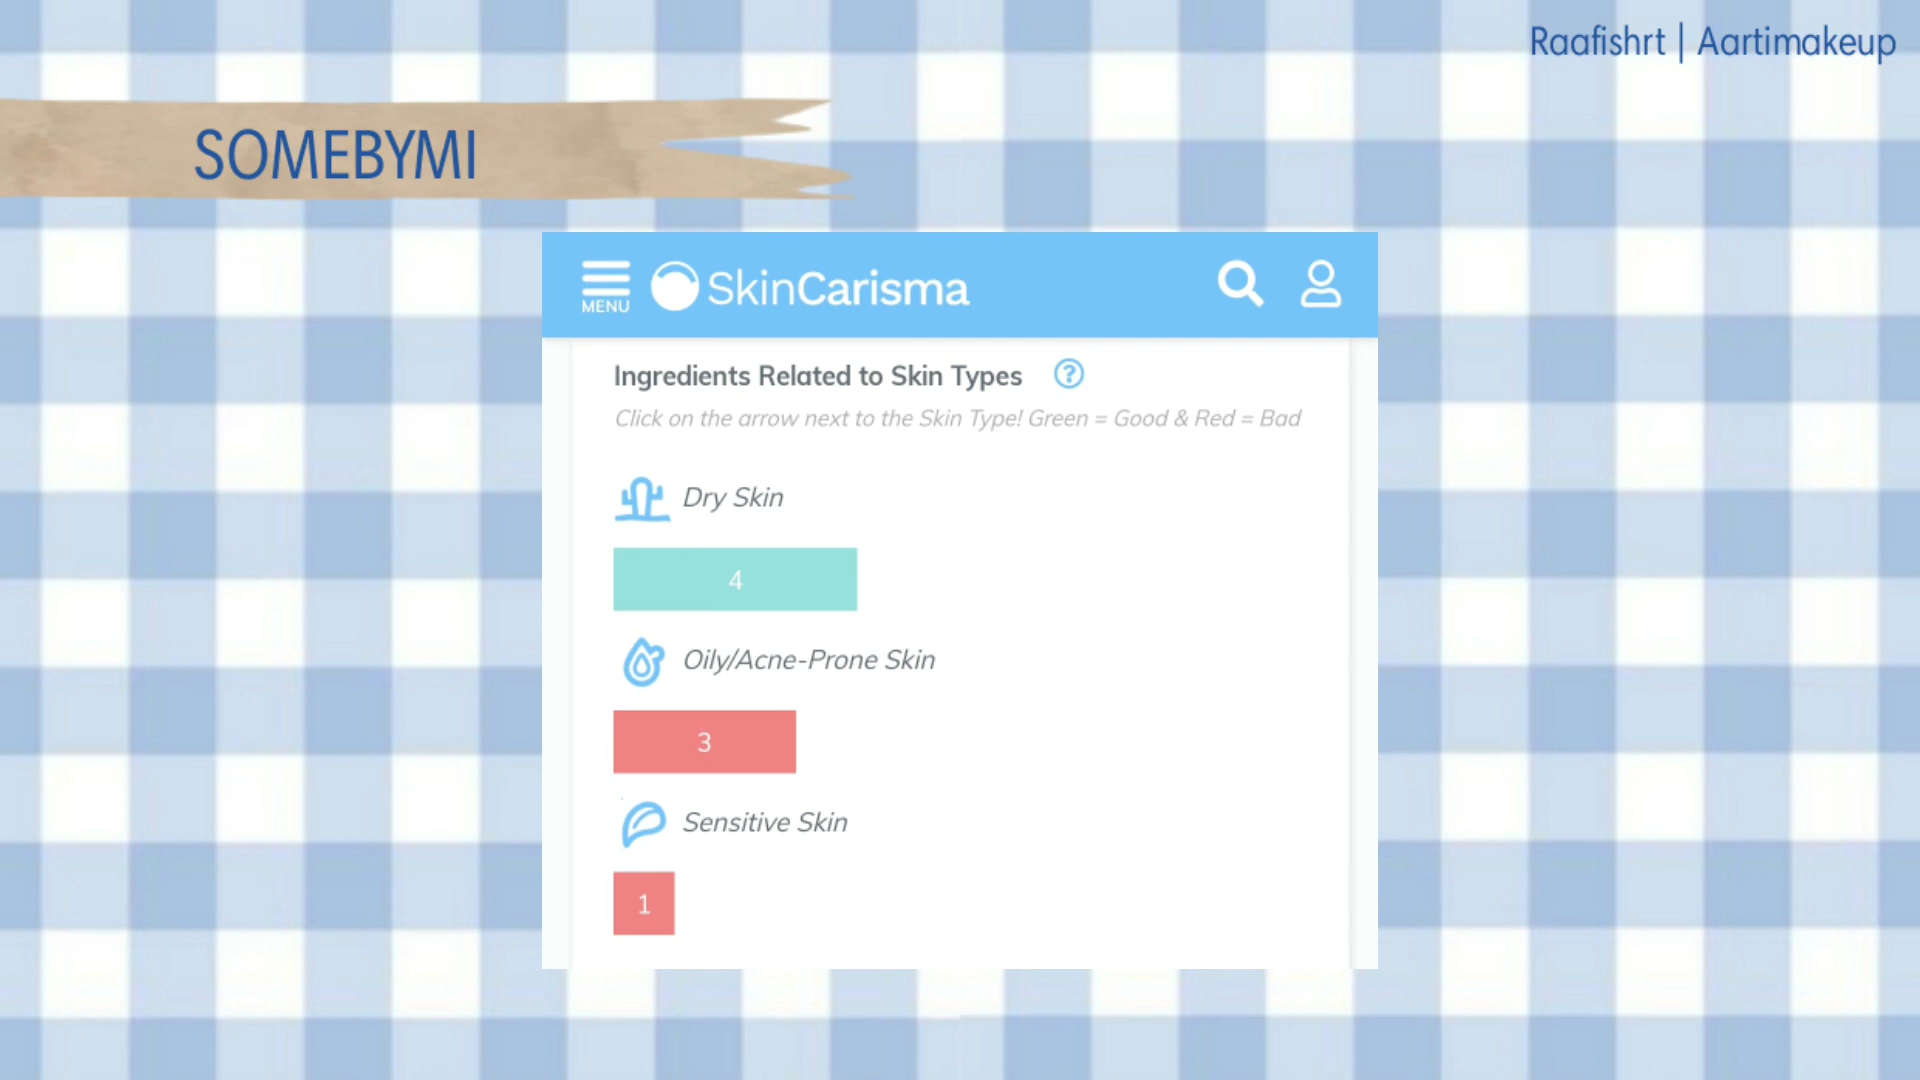 Raafishrt | Aartimakeup
SOMEBYMI
MENU
SkinCarisma
Ingredients Related to Skin Types ?
Click on the arrow next to the Skin Type! Green = Good & Red = Bad
Dry Skin
4
Oily/Acne-Prone Skin
3
Sensitive Skin
1